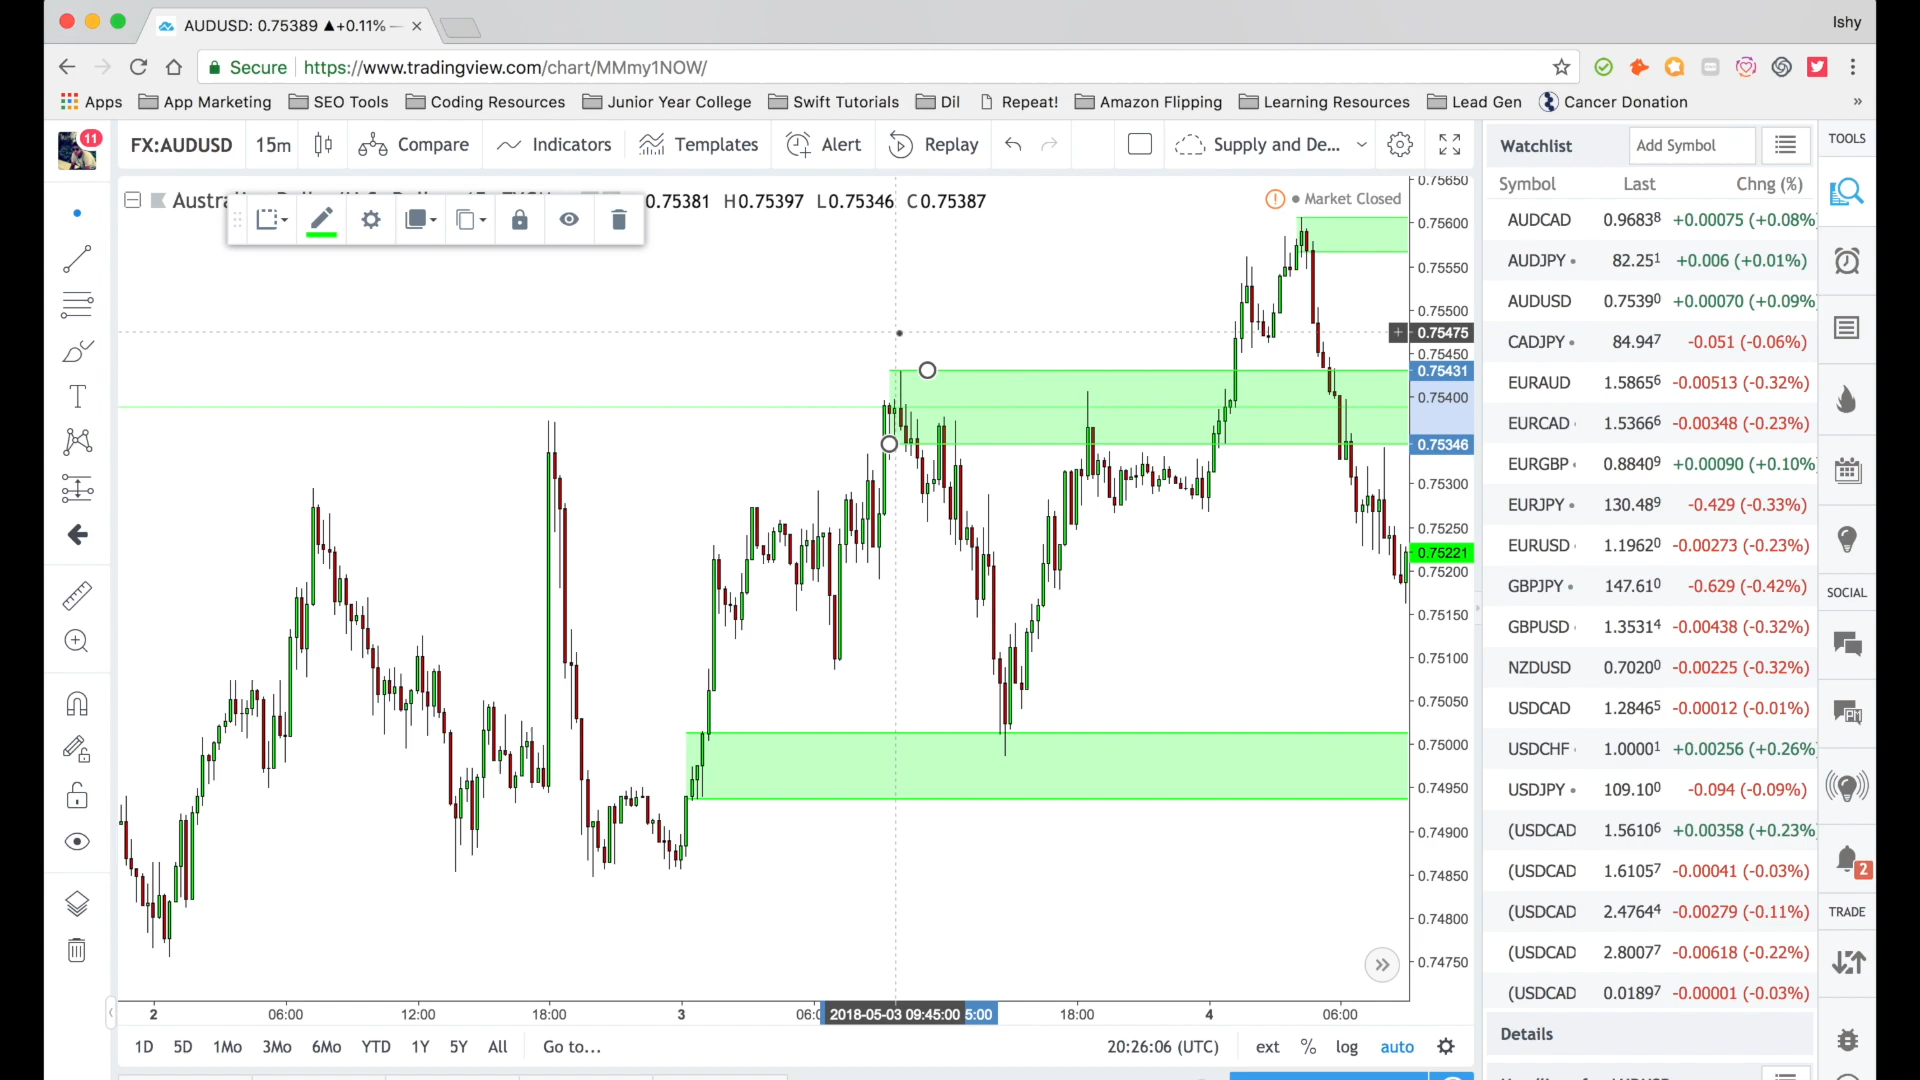 AUDUSD: 0.75389 ▲+0.11% —
Ishy
Secure https://www.tradingview.com/chart/MMmy1NOW/
Apps App Marketing SEO Tools Coding Resources Junior Year College Swift Tutorials Dil Repeat! Amazon Flipping Learning Resources Lead Gen Cancer Donation »
11 FX:AUDUSD 15m Compare Indicators Templates Alert Replay Supply and De...
Watchlist Add Symbol TOOLS
Symbol Last Chng (%)
Austra 0.75381 H0.75397 L0.75346 C0.75387 Market Closed
0.75650
0.75600
0.75550
0.75500
0.75475
0.75450
0.75431
0.75400
0.75346
0.75300
0.75250
0.75221
0.75200
0.75150
0.75100
0.75050
0.75000
0.74950
0.74900
0.74850
0.74800
0.74750
AUDCAD 0.96838 +0.00075 (+0.08%
AUDJPY 82.251 +0.006 (+0.01%)
AUDUSD 0.75390 +0.00070 (+0.09%
CADJPY 84.947 -0.051 (-0.06%)
EURAUD 1.58656 -0.00513 (-0.32%)
EURCAD 1.53666 -0.00348 (-0.23%)
EURGBP 0.88409 +0.00090 (+0.10%
EURJPY 130.489 -0.429 (-0.33%)
EURUSD 1.19620 -0.00273 (-0.23%)
GBPJPY 147.610 -0.629 (-0.42%)
SOCIAL
GBPUSD 1.35314 -0.00438 (-0.32%)
NZDUSD 0.70200 -0.00225 (-0.32%)
USDCAD 1.28465 -0.00012 (-0.01%)
PM
USDCHF 1.00001 +0.00256 (+0.26%
USDJPY 109.100 -0.094 (-0.09%)
(USDCAD 1.56106 +0.00358 (+0.23%
(USDCAD 1.61057 -0.00041 (-0.03%)
2
(USDCAD 2.47644 -0.00279 (-0.11%)
TRADE
(USDCAD 2.80077 -0.00618 (-0.22%)
(USDCAD 0.01897 -0.00001 (-0.03%)
Details
2 06:00 12:00 18:00 3 06:0 2018-05-03 09:45:00 5:00 18:00 4 06:00
1D 5D 1Mo 3Mo 6Mo YTD 1Y 5Y All Go to... 20:26:06 (UTC) ext % log auto